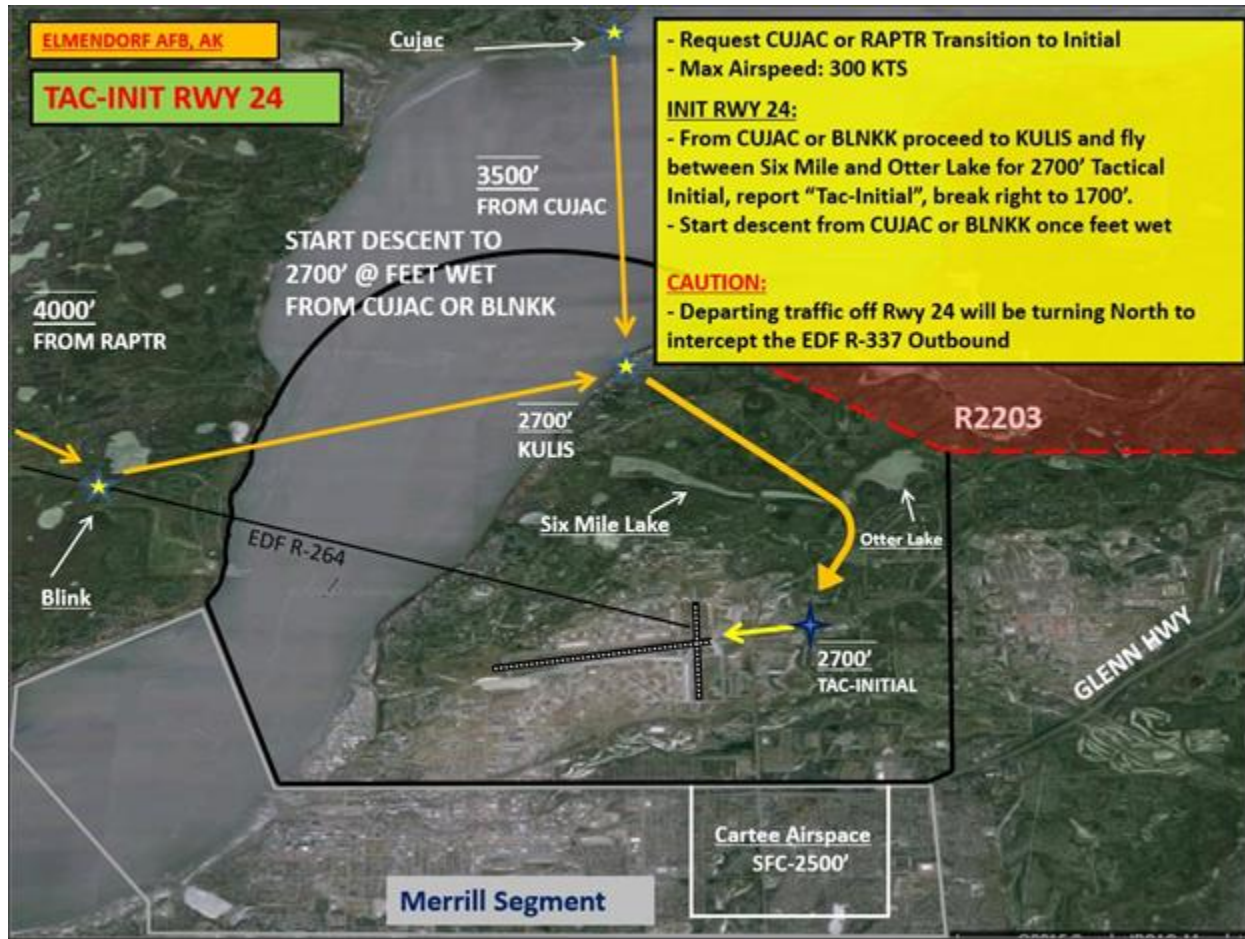 ELMENDORF AFB, AK
TAC-INIT RWY 24
Cujac
- Request CUJAC or RAPTR Transition to Initial
- Max Airspeed: 300 KTS
INIT RWY 24:
- From CUJAC or BLNKK proceed to KULIS and fly
between Six Mile and Otter Lake for 2700’ Tactical
Initial, report “Tac-Initial”, break right to 1700’.
- Start descent from CUJAC or BLNKK once feet wet
CAUTION:
- Departing traffic off Rwy 24 will be turning North to
intercept the EDF R-337 Outbound
3500’
FROM CUJAC
START DESCENT TO
2700’ @ FEET WET
FROM CUJAC OR BLNKK
4000’
FROM RAPTR
2700’
KULIS
R2203
Six Mile Lake
Otter Lake
EDF R-264
Blink
2700’
TAC-INITIAL
GLENN HWY
Cartee Airspace
SFC-2500’
Merrill Segment